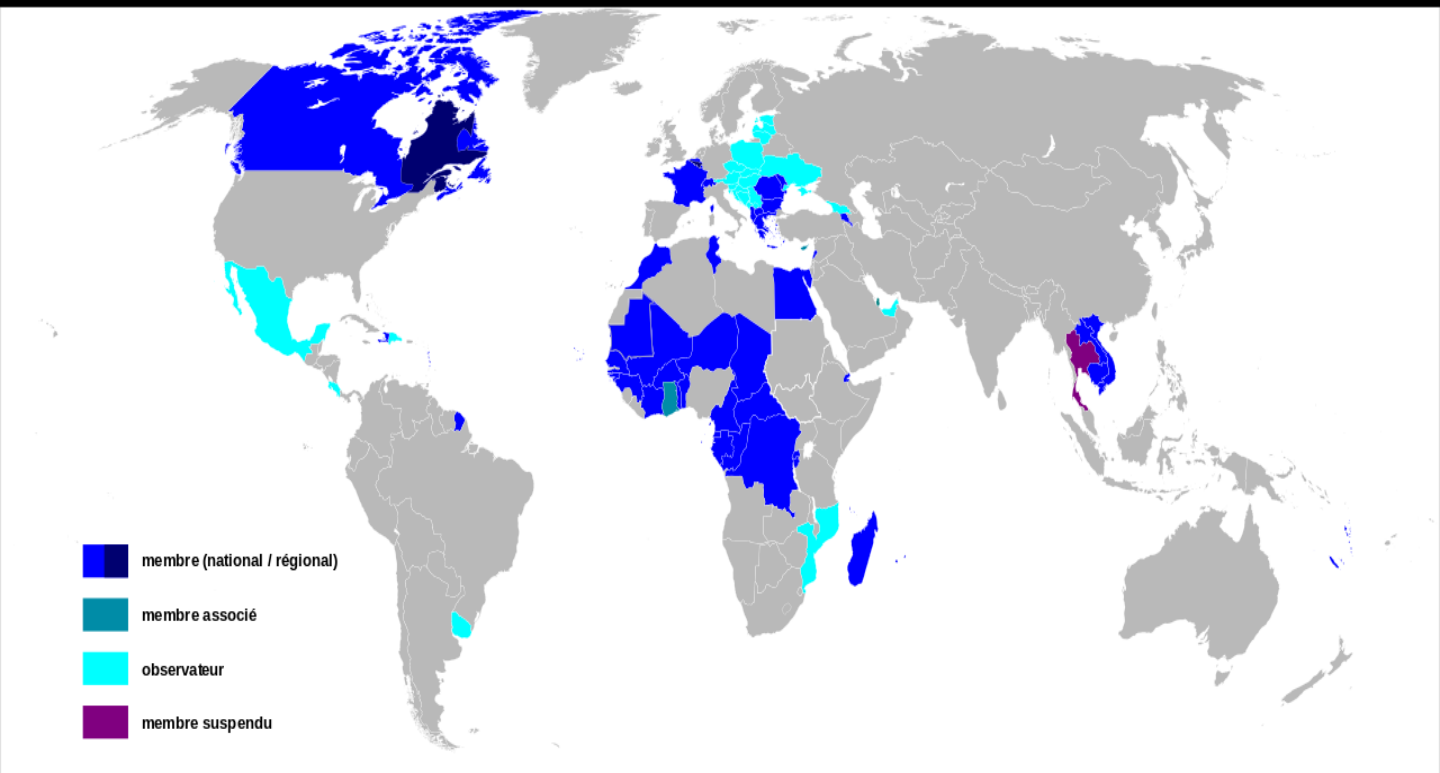 membre (national / régional)
membre associé
observateur
membre suspendu